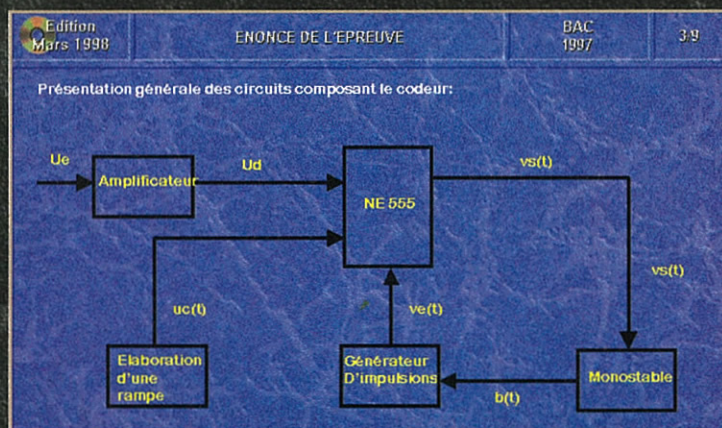 Edition
Mars 1998
ENONCE DE L'EPREUVE
BAC
1997
3/9
Présentation générale des circuits composant le codeur:
Ue
Amplificateur
Ud
NE 555
vs(t)
vs(t)
uc(t)
ve(t)
Elaboration
d'une
rampe
Générateur
D'impulsions
b(t)
Monostable